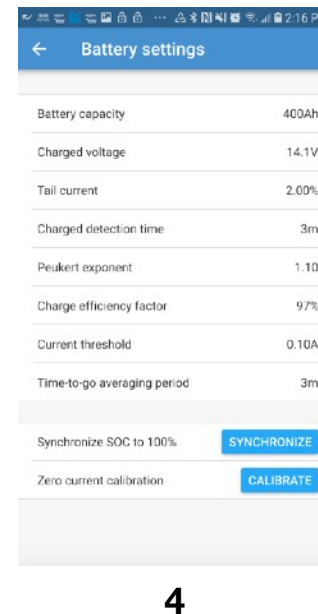 2:16 P
← Battery settings
Battery capacity 400Ah
Charged voltage 14.1V
Tail current 2.00%
Charged detection time 3m
Peukert exponent 1.10
Charge efficiency factor 97%
Current threshold 0.10A
Time-to-go averaging period 3m
Synchronize SOC to 100% SYNCHRONIZE
Zero current calibration CALIBRATE
4